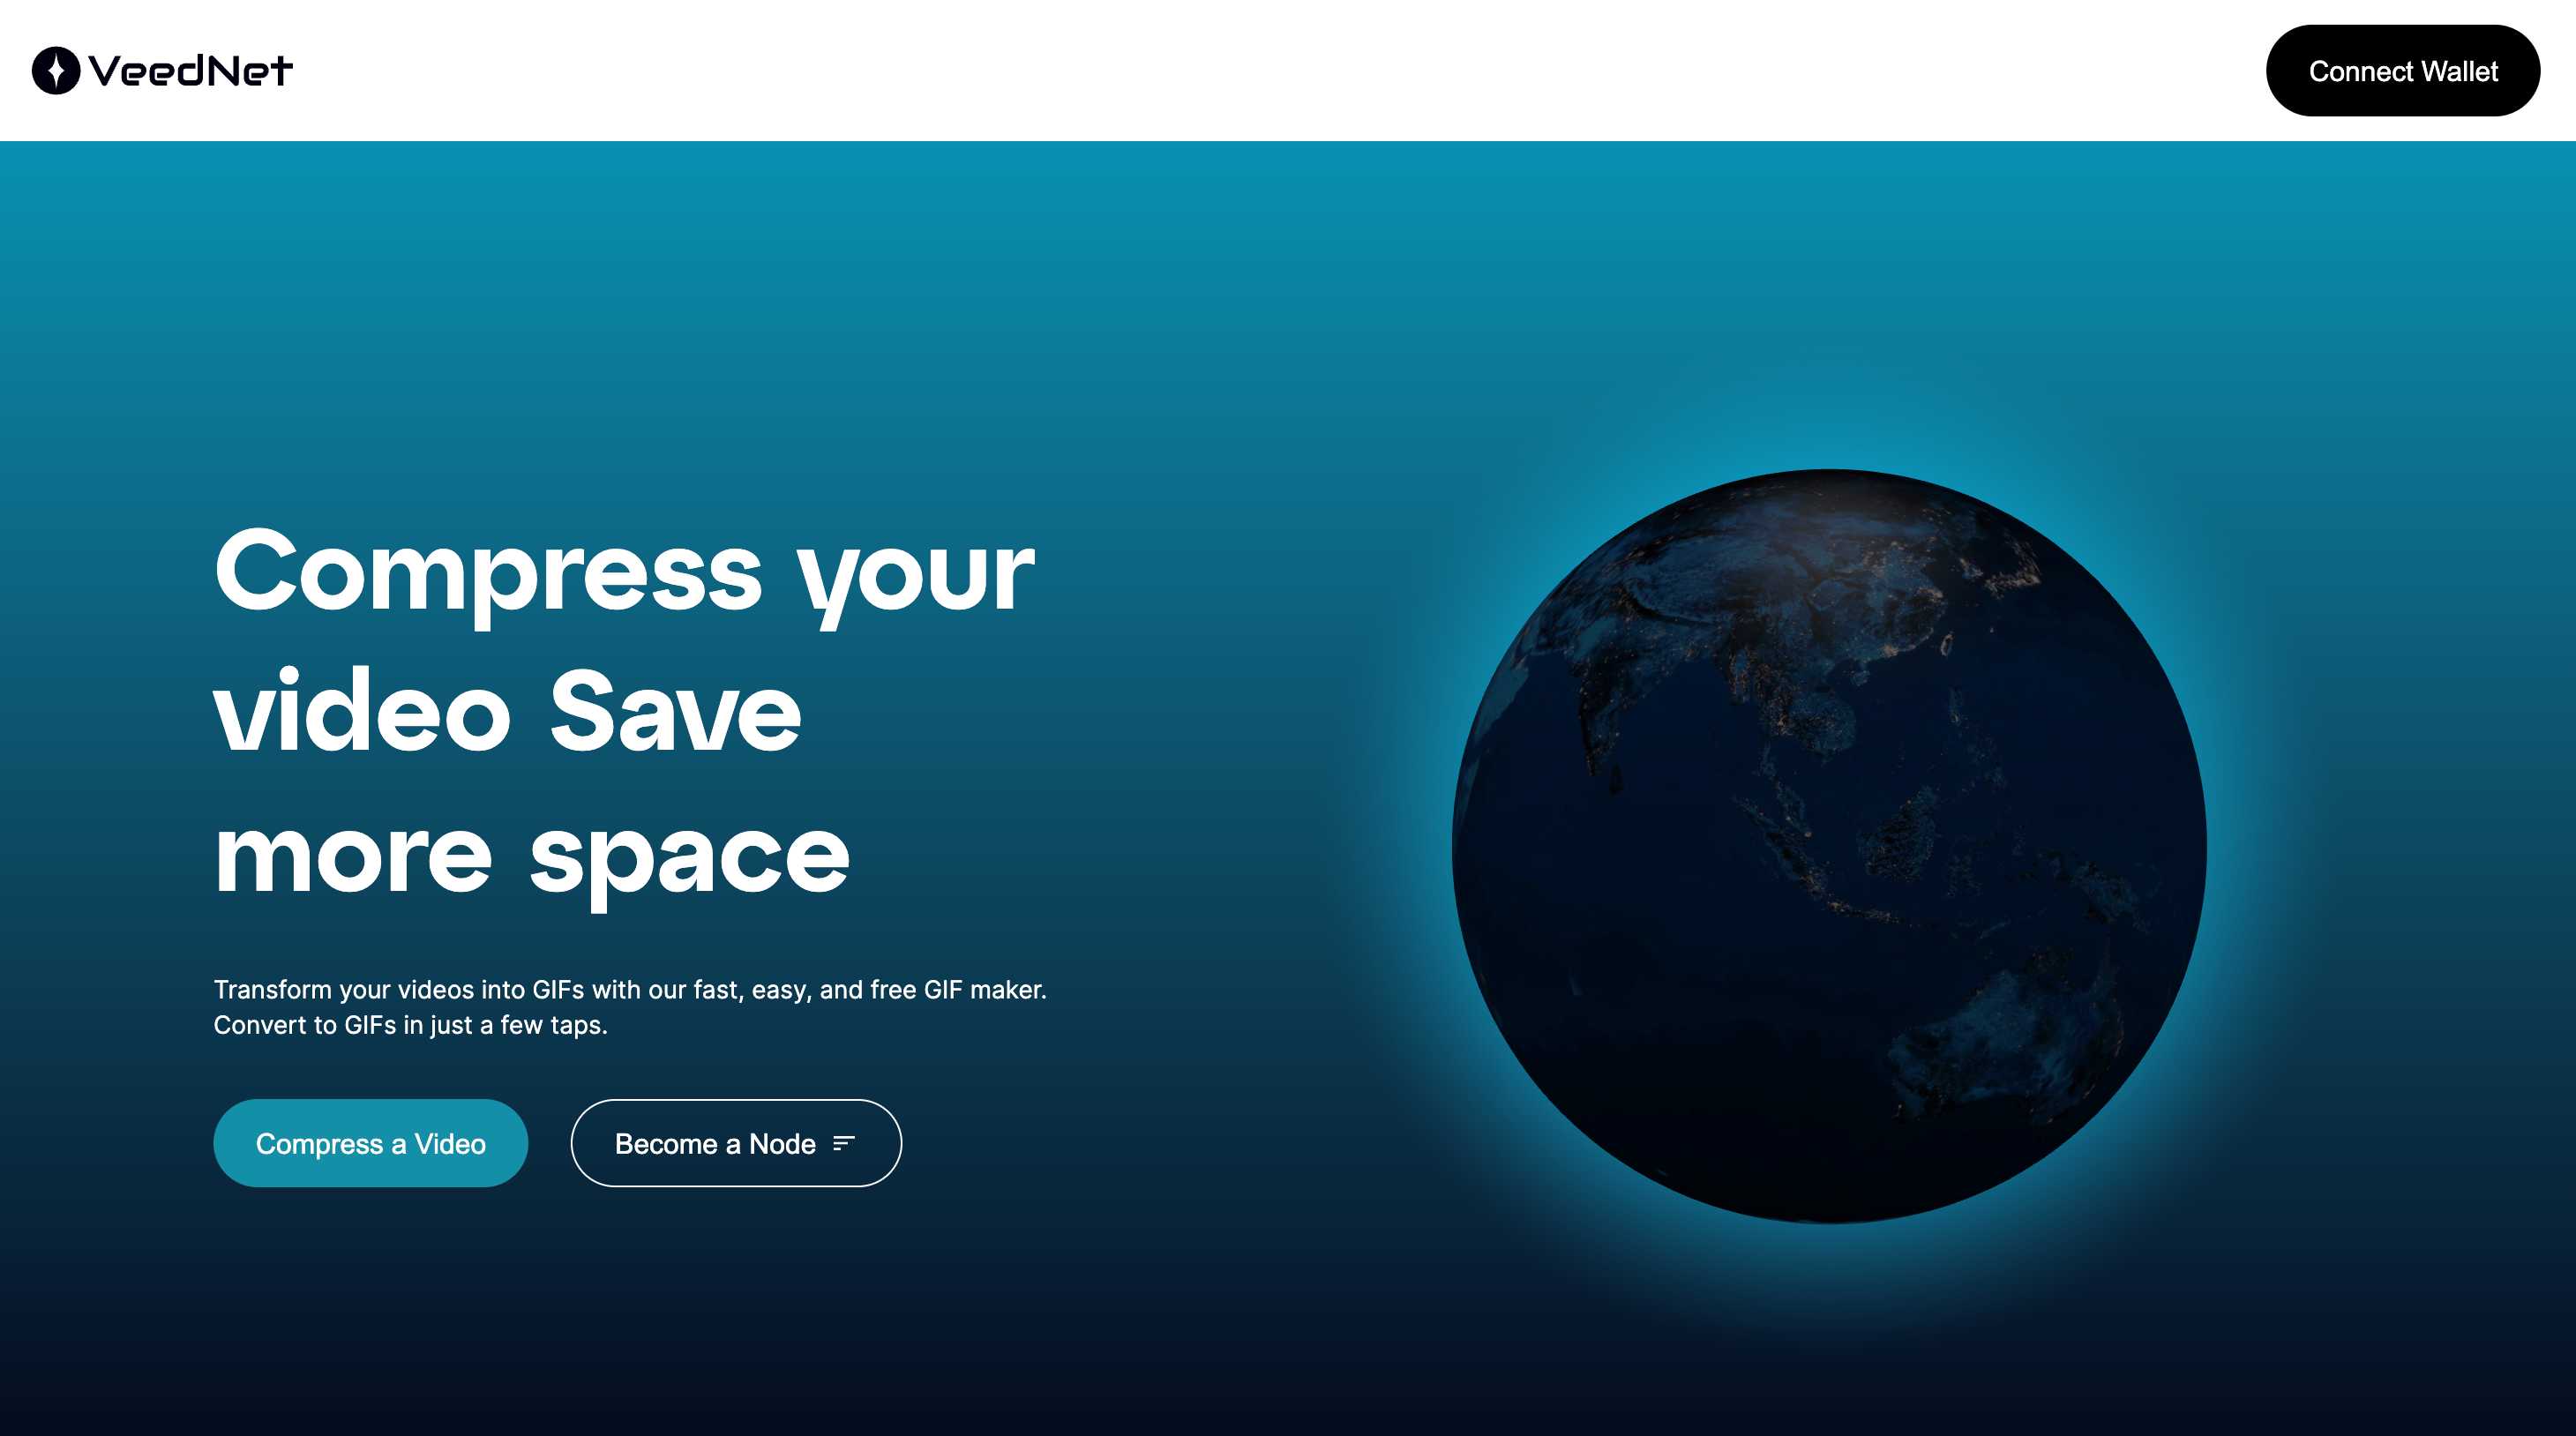 VeedNet
Connect Wallet
Compress your
video Save
more space
Transform your videos into GIFs with our fast, easy, and free GIF maker.
Convert to GIFs in just a few taps.
Compress a Video
Become a Node